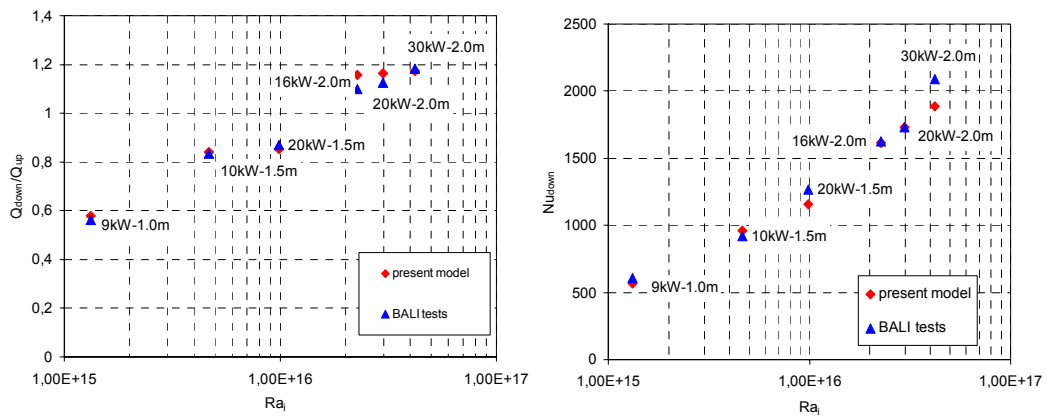 1,4
1,2
1
0,8
0,6
0,4
0,2
0
Qdown/Qup
30kW-2.0m
16kW-2.0m
20kW-2.0m
20kW-1.5m
10kW-1.5m
9kW-1.0m
present model
BALI tests
1,00E+15
1,00E+16
1,00E+17
Rai
2500
2000
1500
1000
500
0
Nudown
30kW-2.0m
16kW-2.0m
20kW-2.0m
20kW-1.5m
10kW-1.5m
9kW-1.0m
present model
BALI tests
1,00E+15
1,00E+16
1,00E+17
Rai